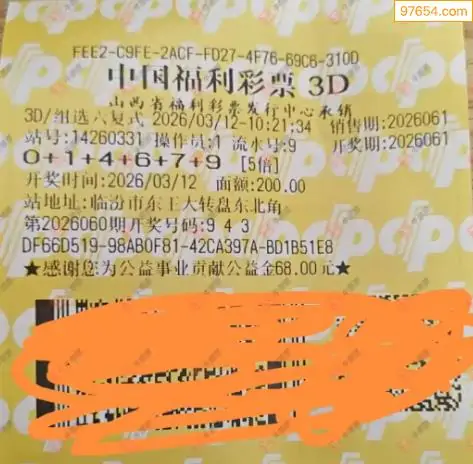 97654.com
FEE2-C9FE-2ACF-FD27-4F76-69C6-310D
中国福利彩票 3D
山西省福利彩票发行中心承销
3D/组选六复式 2026/03/12-10:21:34 销售期:2026061
站号:14260331 操作员:1 流水号:9 开奖期:2026061
0+1+4+6+7+9 [5倍]
开奖时间:2026/03/12 面额:200.00
站地址:临汾市东王大转盘东北角
第2026060期开奖号码:9 4 3
DF66D519-98AB0F81-42CA397A-BD1B51E8
★感谢您为公益事业贡献公益金68.00元★